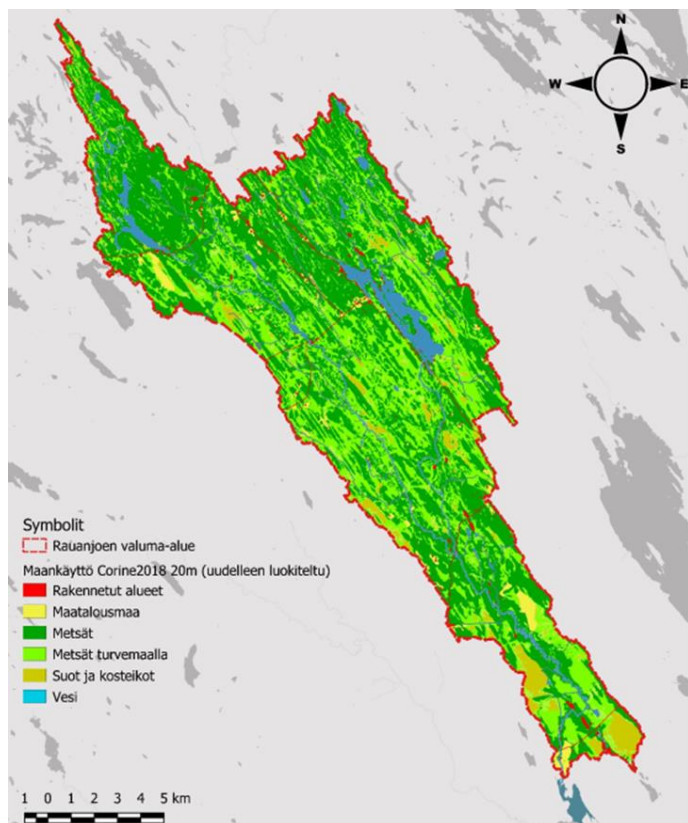 N
W E
S
Symbolit
Rauanjoen valuma-alue
Maankäyttö Corine2018 20m (uudelleen luokiteltu)
Rakennetut alueet
Maatalousmaa
Metsät
Metsät turvemaalla
Suot ja kosteikot
Vesi
1 0 1 2 3 4 5 km